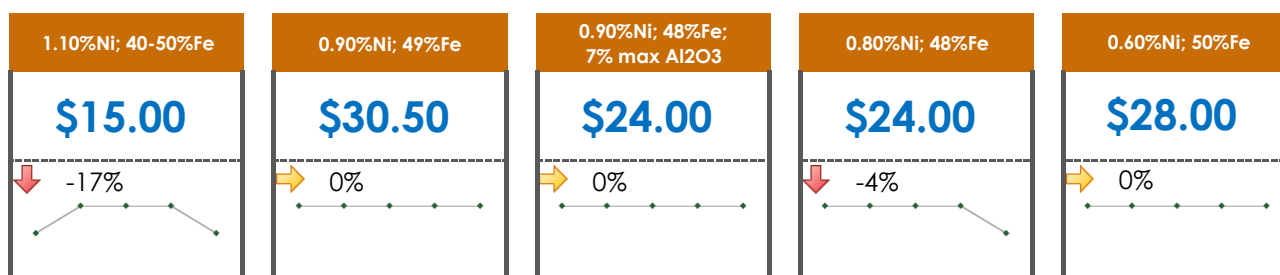 1.10%Ni; 40-50%Fe
$15.00
-17%
0.90%Ni; 49%Fe
$30.50
0%
0.90%Ni; 48%Fe;
7% max Al2O3
$24.00
0%
0.80%Ni; 48%Fe
$24.00
-4%
0.60%Ni; 50%Fe
$28.00
0%